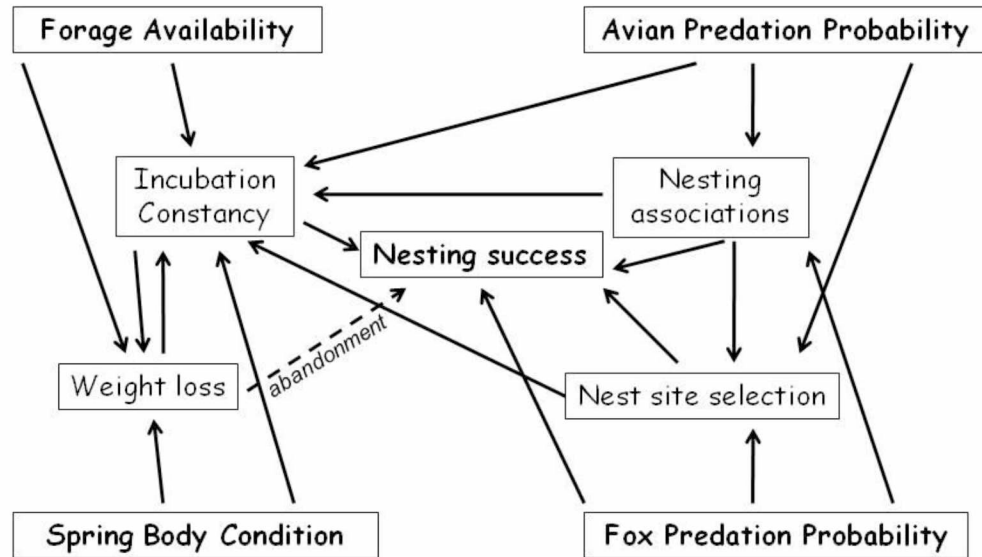 Forage Availability
Avian Predation Probability
Incubation
Constancy
Nesting
associations
Nesting success
abandonment
Weight loss
Nest site selection
Spring Body Condition
Fox Predation Probability